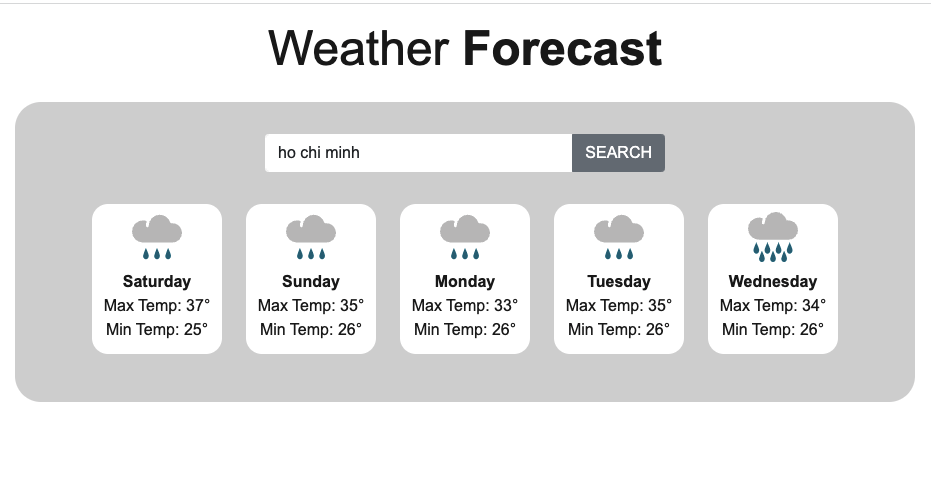 Weather Forecast
ho chi minh SEARCH
Saturday
Max Temp: 37°
Min Temp: 25°
Sunday
Max Temp: 35°
Min Temp: 26°
Monday
Max Temp: 33°
Min Temp: 26°
Tuesday
Max Temp: 35°
Min Temp: 26°
Wednesday
Max Temp: 34°
Min Temp: 26°